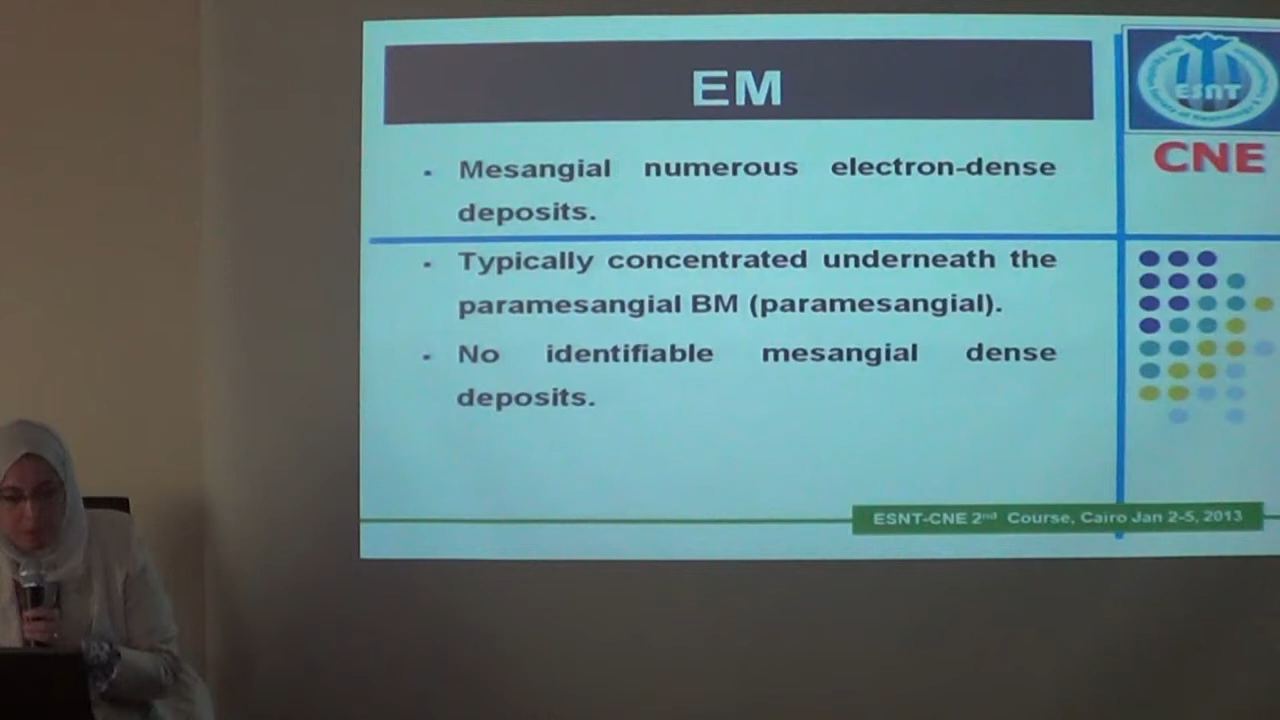 EM
ESNT
CNE
Mesangial numerous electron-dense
deposits.
Typically concentrated underneath the
paramesangial BM (paramesangial).
No identifiable mesangial dense
deposits.
ESNT-CNE 2nd Course, Cairo Jan 2-5, 2013